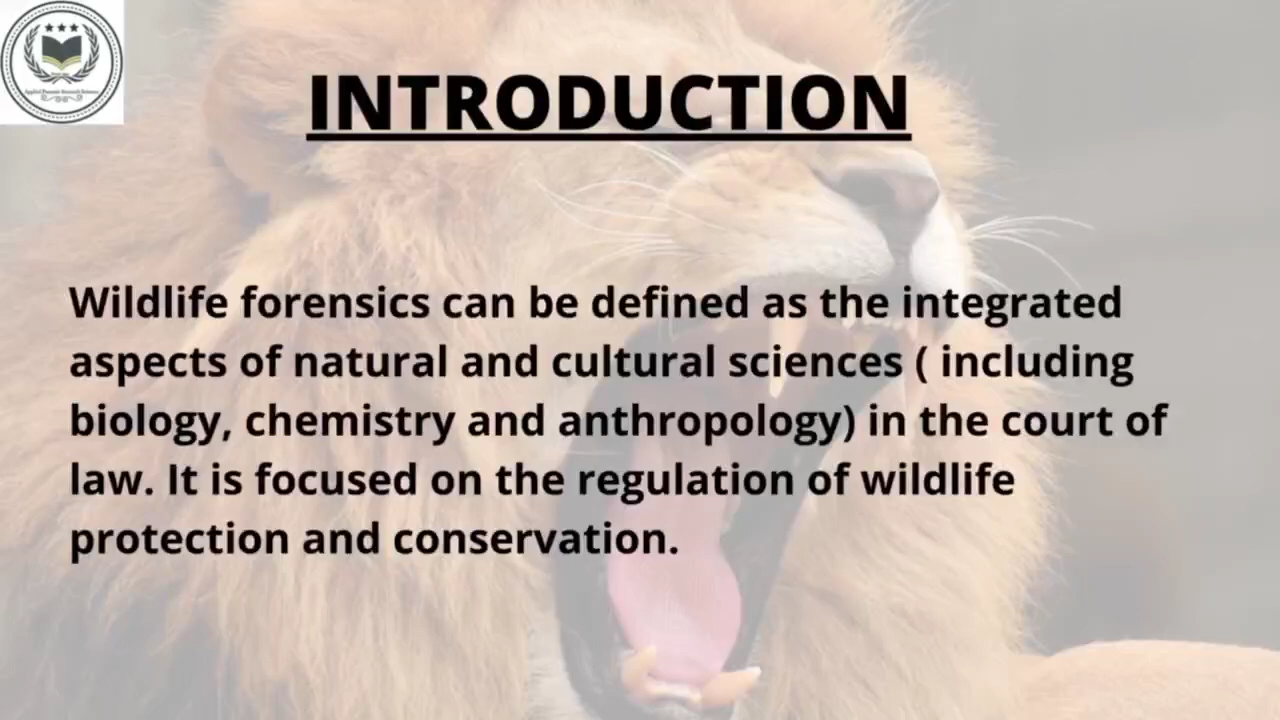 INTRODUCTION
Wildlife forensics can be defined as the integrated
aspects of natural and cultural sciences ( including
biology, chemistry and anthropology) in the court of
law. It is focused on the regulation of wildlife
protection and conservation.